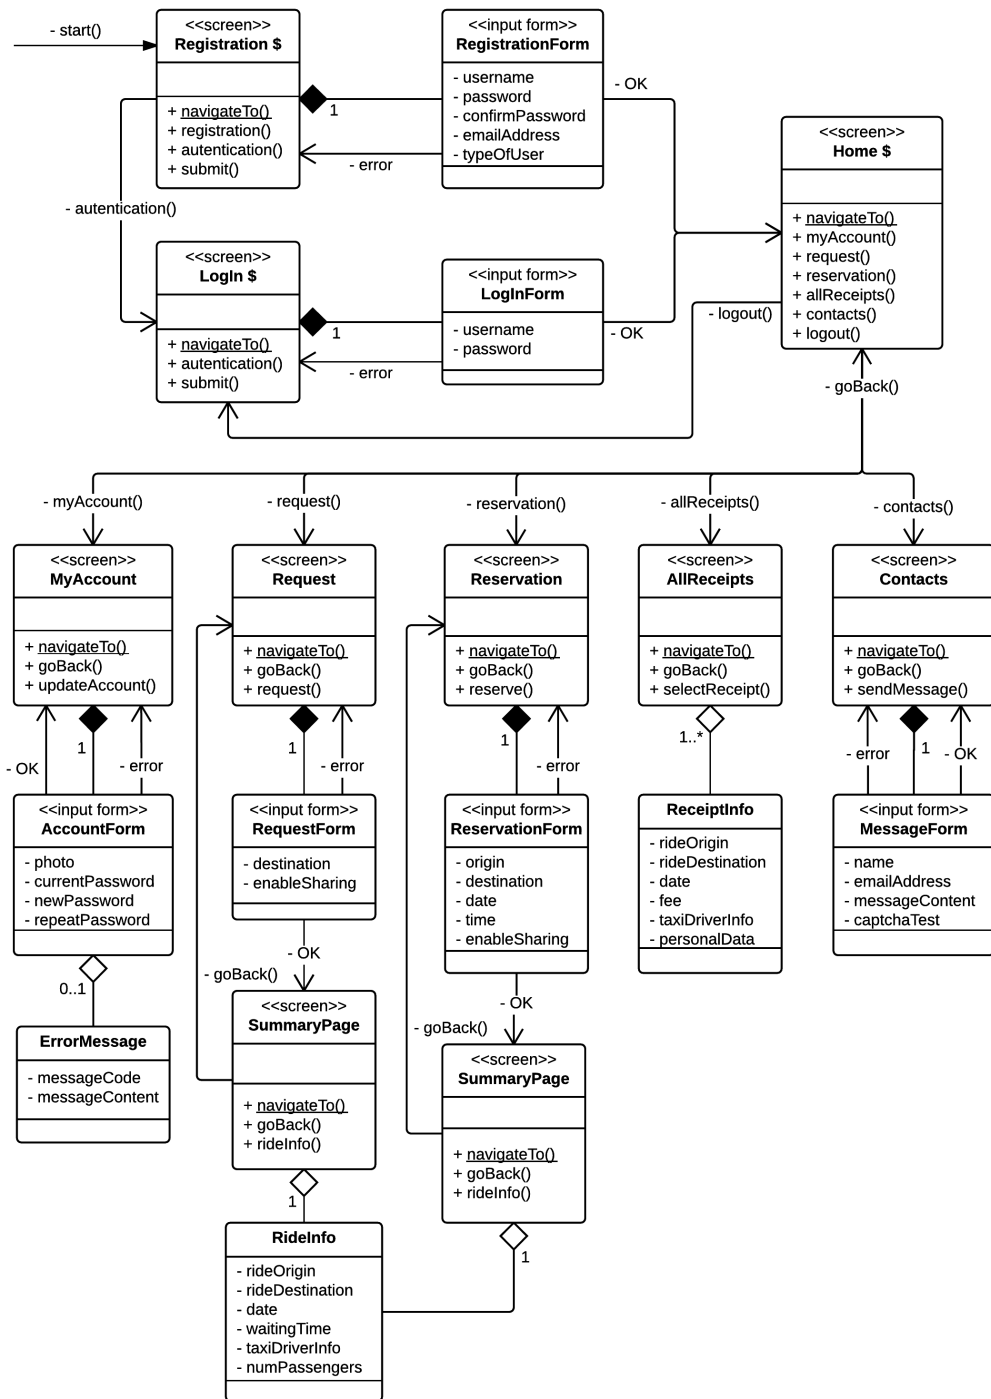 - start()
<<screen>>
Registration $
+ navigateTo()
+ registration()
+ autentication()
+ submit()
1
<<input form>>
RegistrationForm
- username
- password
- confirmPassword
- emailAddress
- typeOfUser
- error
- OK
- autentication()
<<screen>>
LogIn $
+ navigateTo()
+ autentication()
+ submit()
1
<<input form>>
LogInForm
- username
- password
- error
- OK
<<screen>>
Home $
+ navigateTo()
+ myAccount()
+ request()
+ reservation()
+ allReceipts()
+ contacts()
+ logout()
- logout()
- goBack()
- myAccount()
- request()
- reservation()
- allReceipts()
- contacts()
<<screen>>
MyAccount
+ navigateTo()
+ goBack()
+ updateAccount()
<<screen>>
Request
+ navigateTo()
+ goBack()
+ request()
<<screen>>
Reservation
+ navigateTo()
+ goBack()
+ reserve()
<<screen>>
AllReceipts
+ navigateTo()
+ goBack()
+ selectReceipt()
<<screen>>
Contacts
+ navigateTo()
+ goBack()
+ sendMessage()
- OK
1
- error
1
- error
1
- error
1..*
- error
1
- OK
<<input form>>
AccountForm
- photo
- currentPassword
- newPassword
- repeatPassword
<<input form>>
RequestForm
- destination
- enableSharing
<<input form>>
ReservationForm
- origin
- destination
- date
- time
- enableSharing
ReceiptInfo
- rideOrigin
- rideDestination
- date
- fee
- taxiDriverInfo
- personalData
<<input form>>
MessageForm
- name
- emailAddress
- messageContent
- captchaTest
0..1
ErrorMessage
- messageCode
- messageContent
- OK
- goBack()
<<screen>>
SummaryPage
+ navigateTo()
+ goBack()
+ rideInfo()
- OK
- goBack()
<<screen>>
SummaryPage
+ navigateTo()
+ goBack()
+ rideInfo()
1
RideInfo
- rideOrigin
- rideDestination
- date
- waitingTime
- taxiDriverInfo
- numPassengers
1